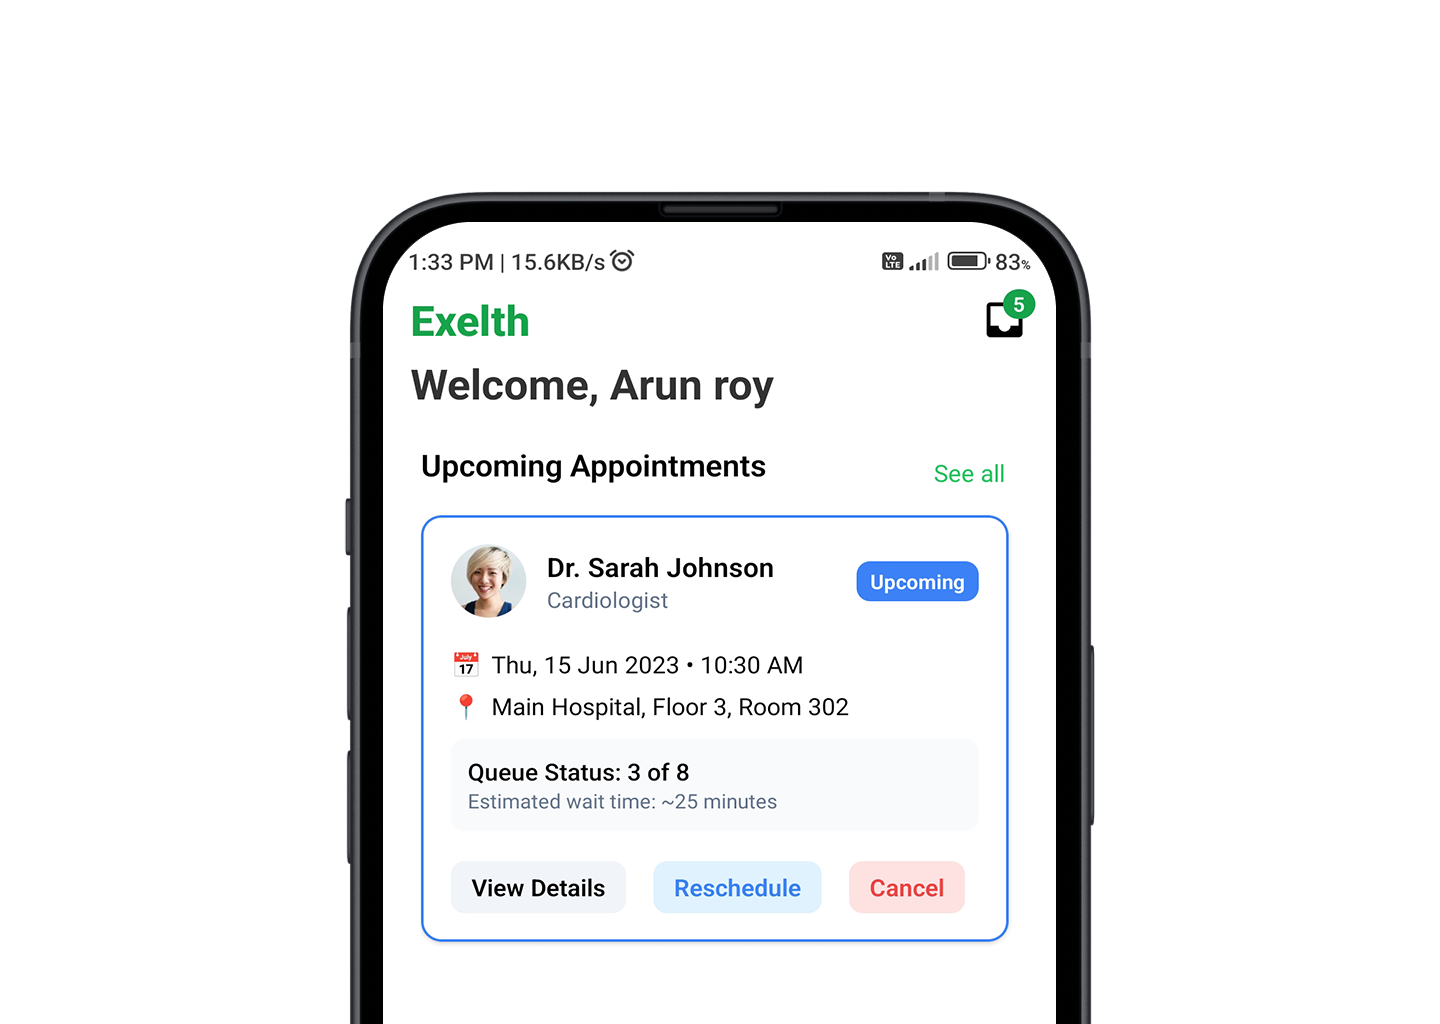 1:33 PM | 15.6KB/s
Vo LTE
83%
Exelth
5
Welcome, Arun roy
Upcoming Appointments
See all
Dr. Sarah Johnson
Upcoming
Cardiologist
July
17
Thu, 15 Jun 2023 • 10:30 AM
Main Hospital, Floor 3, Room 302
Queue Status: 3 of 8
Estimated wait time: ~25 minutes
View Details
Reschedule
Cancel